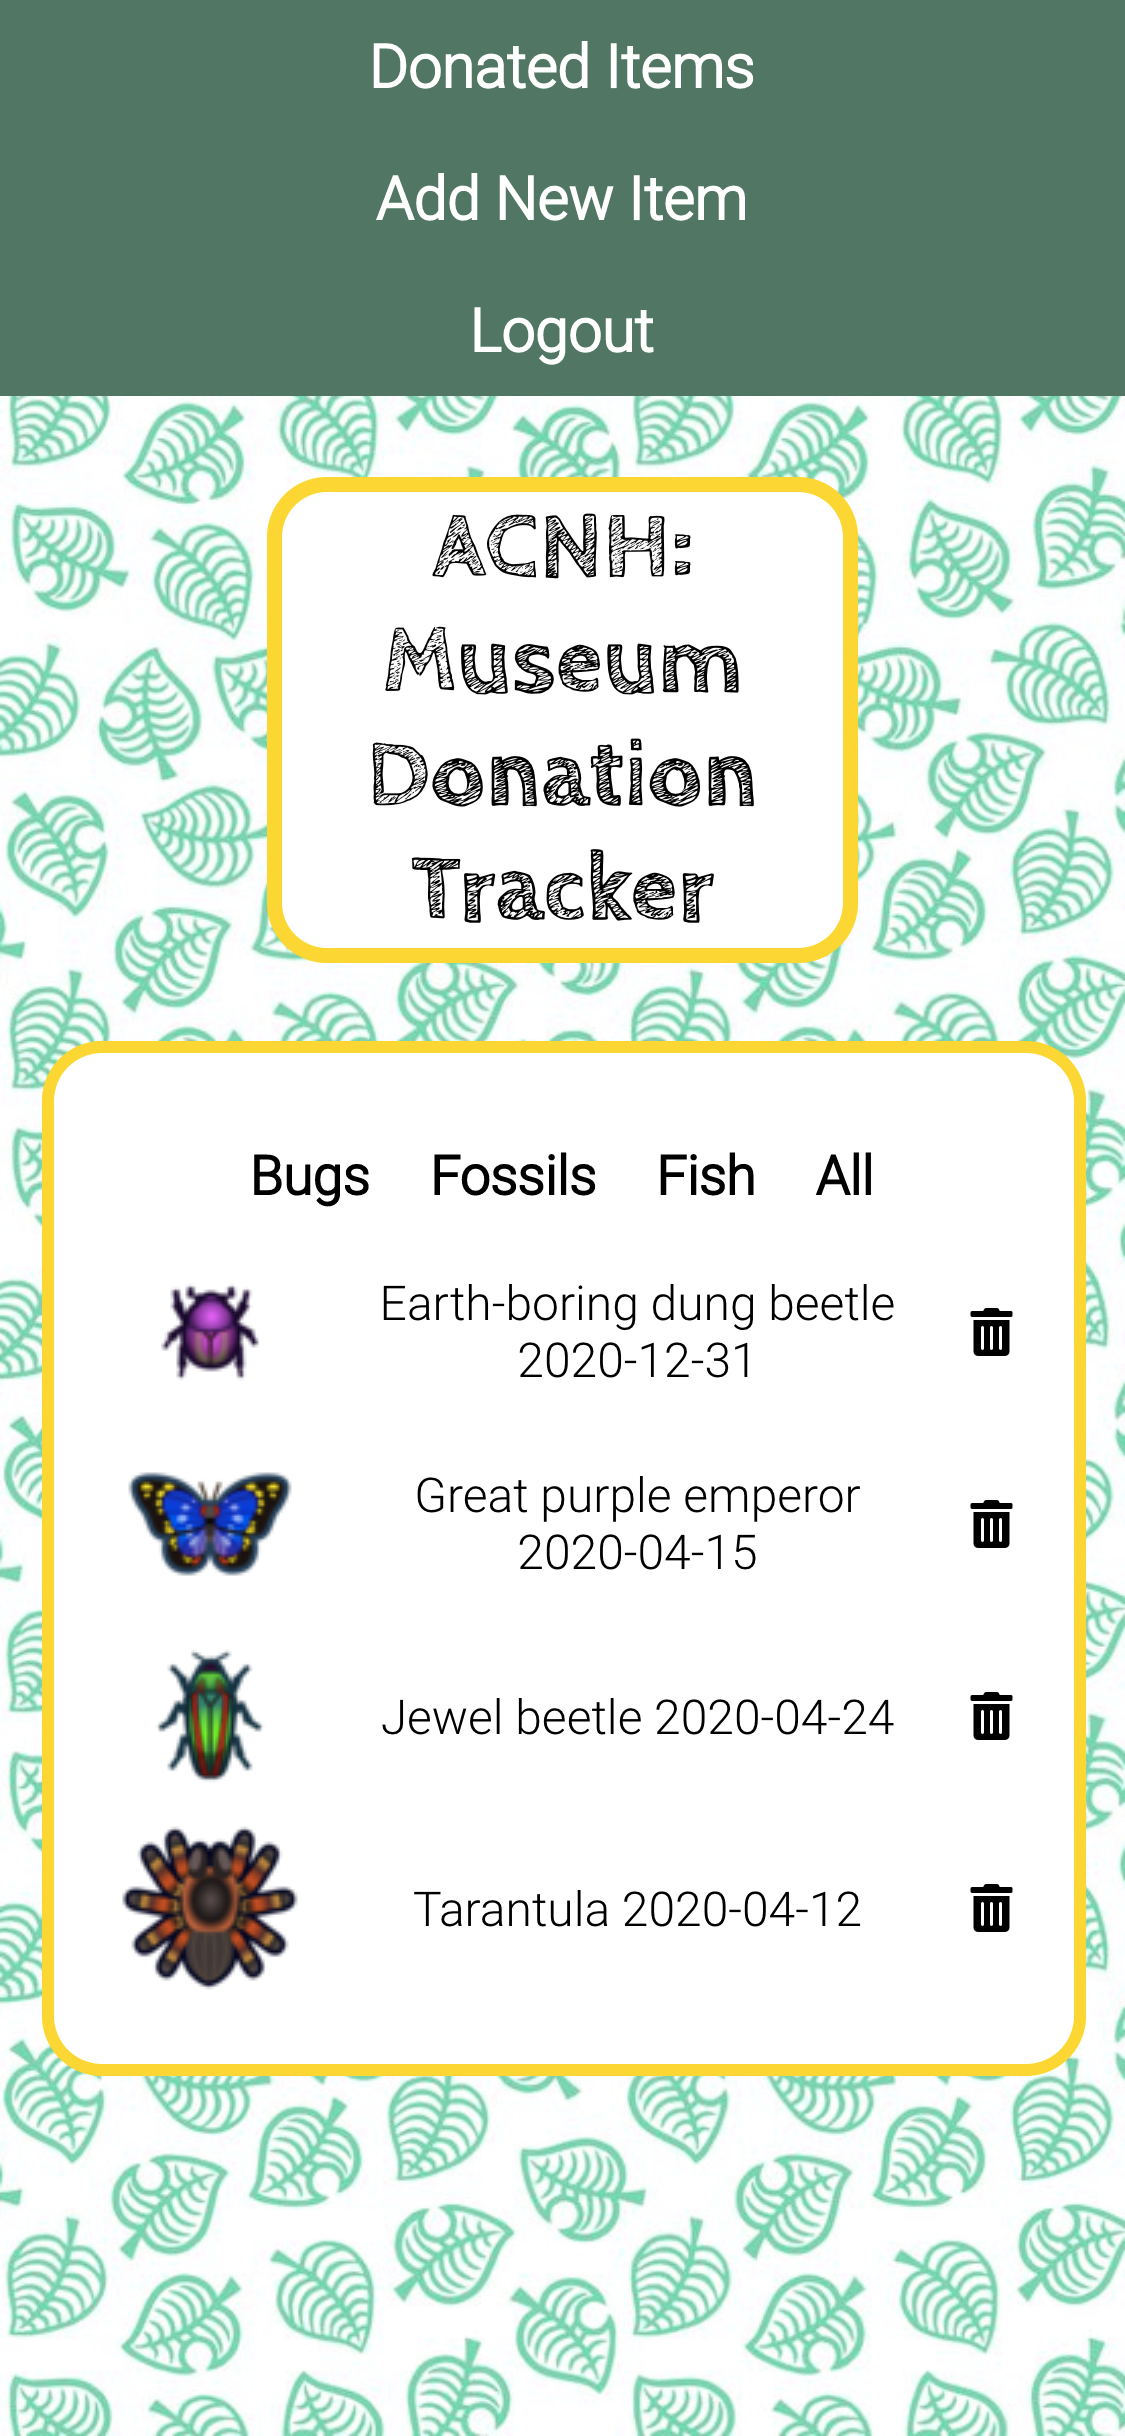 Donated Items
Add New Item
Logout
ACNH:
Museum
Donation
Tracker
Bugs Fossils Fish All
Earth-boring dung beetle
2020-12-31
Great purple emperor
2020-04-15
Jewel beetle 2020-04-24
Tarantula 2020-04-12